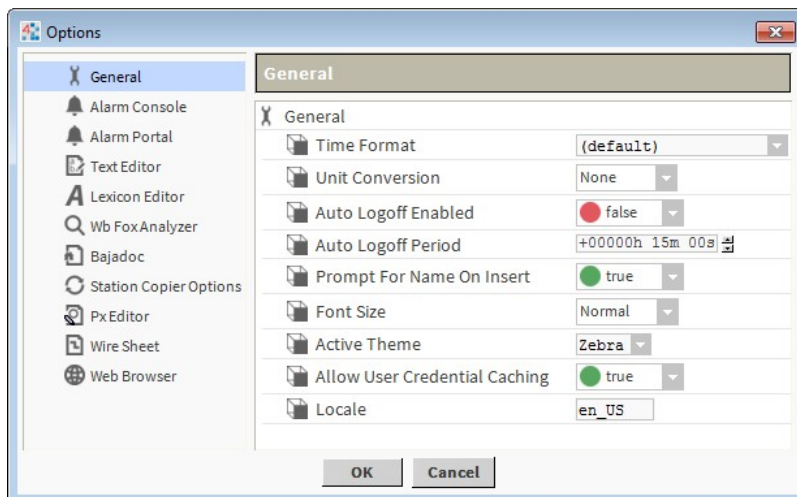 Options
General
Alarm Console
Alarm Portal
Text Editor
Lexicon Editor
Wb Fox Analyzer
Bajadoc
Station Copier Options
Px Editor
Wire Sheet
Web Browser
General
General
Time Format (default)
Unit Conversion None
Auto Logoff Enabled false
Auto Logoff Period +00000h 15m 00s
Prompt For Name On Insert true
Font Size Normal
Active Theme Zebra
Allow User Credential Caching true
Locale en_US
OK Cancel